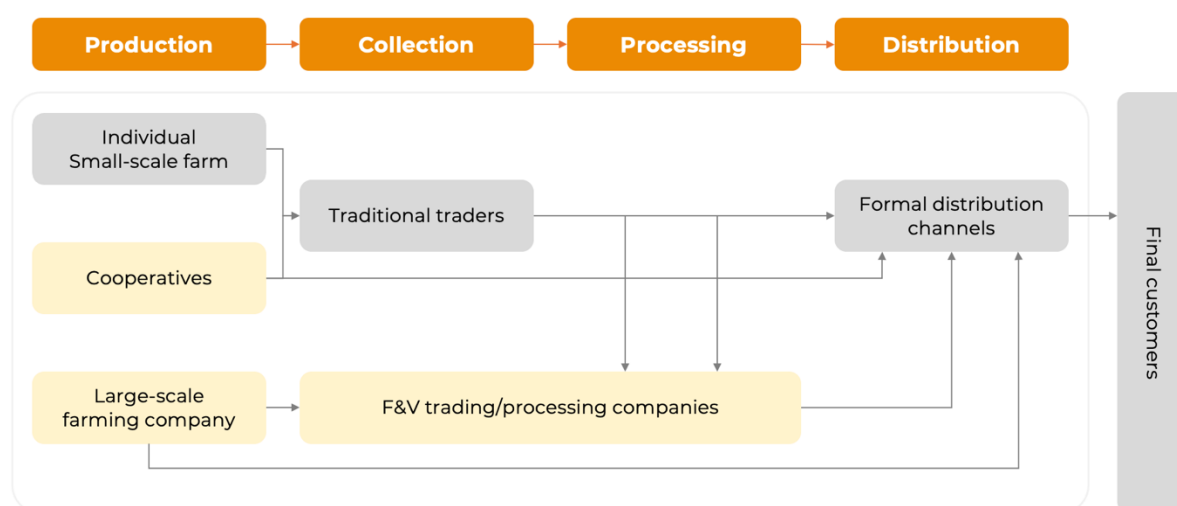 Production
Collection
Processing
Distribution
Individual
Small-scale farm
Traditional traders
Formal distribution
channels
Cooperatives
Large-scale
farming company
F&V trading/processing companies
Final customers